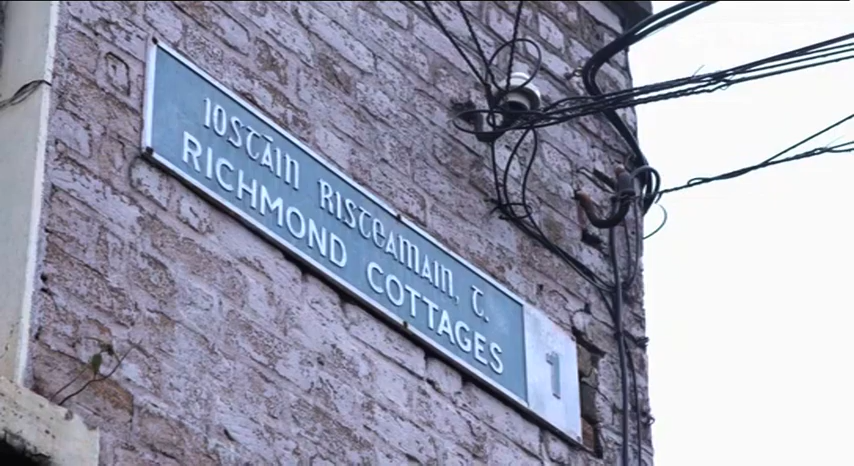 IOSTÁIN RISTEAMAIN, T.
RICHMOND COTTAGES
1